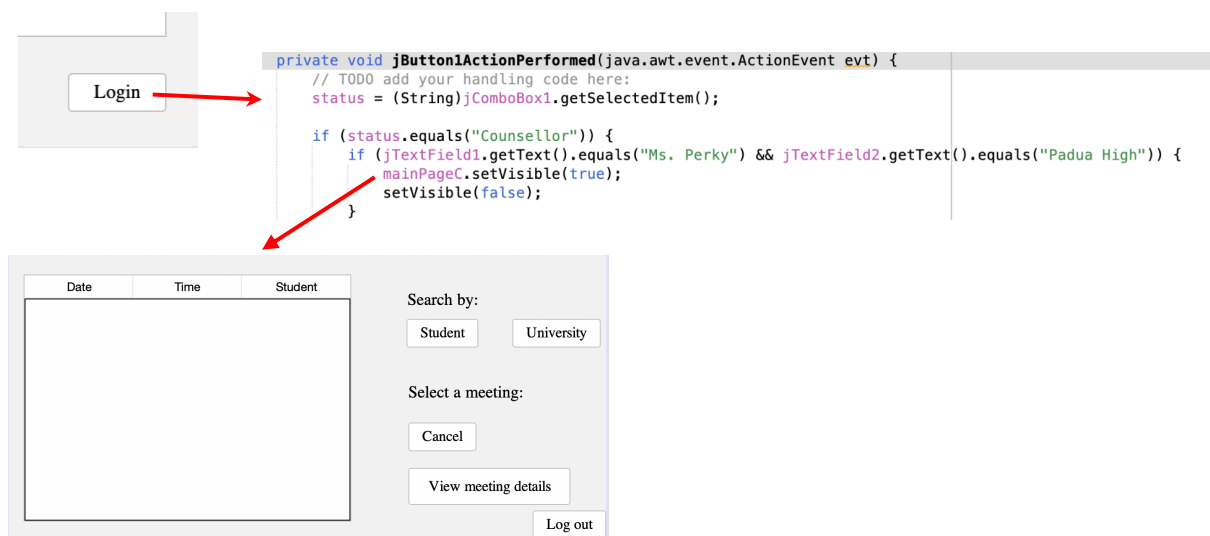 Login
private void jButton1ActionPerformed(java.awt.event.ActionEvent evt) {
// TODO add your handling code here:
status = (String)jComboBox1.getSelectedItem();
if (status.equals("Counsellor")) {
if (jTextField1.getText().equals("Ms. Perky") && jTextField2.getText().equals("Padua High")) {
mainPageC.setVisible(true);
setVisible(false);
}
Date Time Student
Search by:
Student University
Select a meeting:
Cancel
View meeting details
Log out